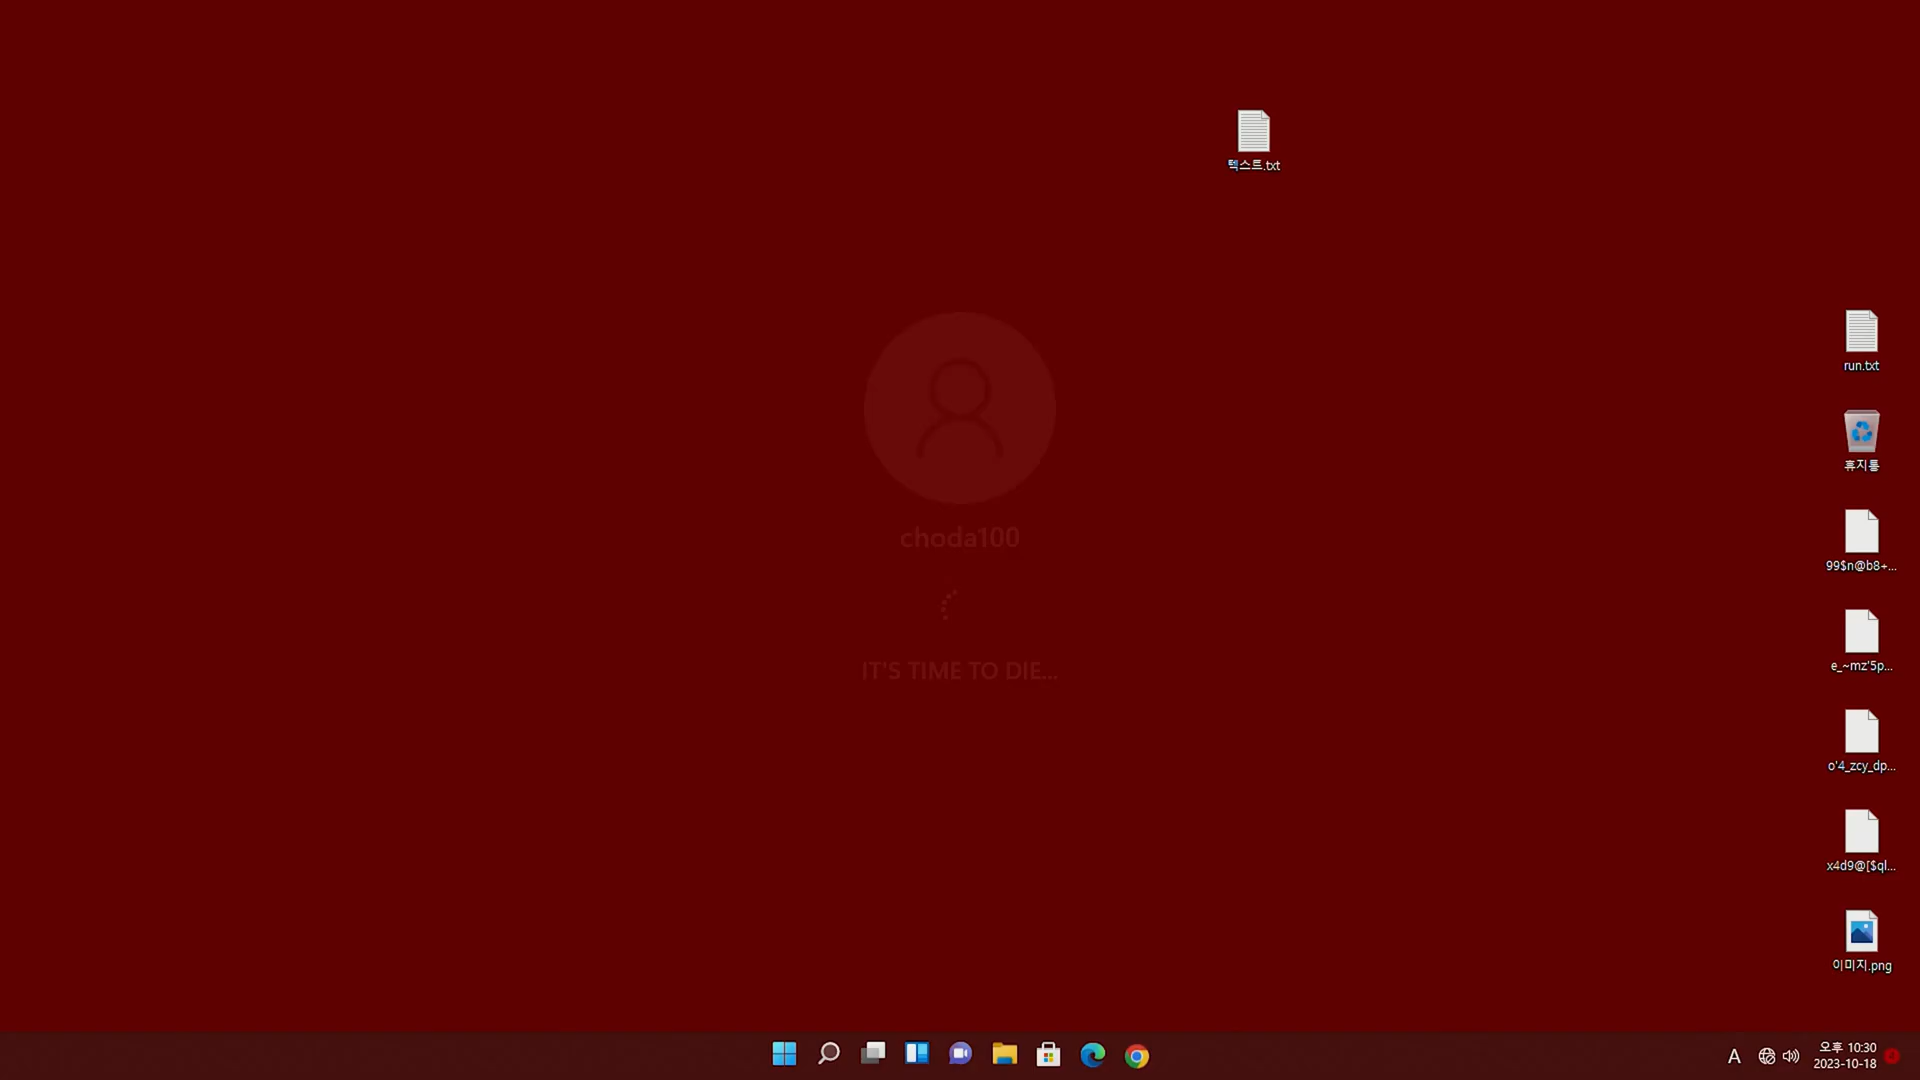 텍스트.txt
run.txt
휴지통
99$n@b8+...
choda100
e_~mz'5p...
IT'S TIME TO DIE...
o'4_zcy_dp...
x4d9@[$ql...
이미지.png
A
오후 10:30
2023-10-18